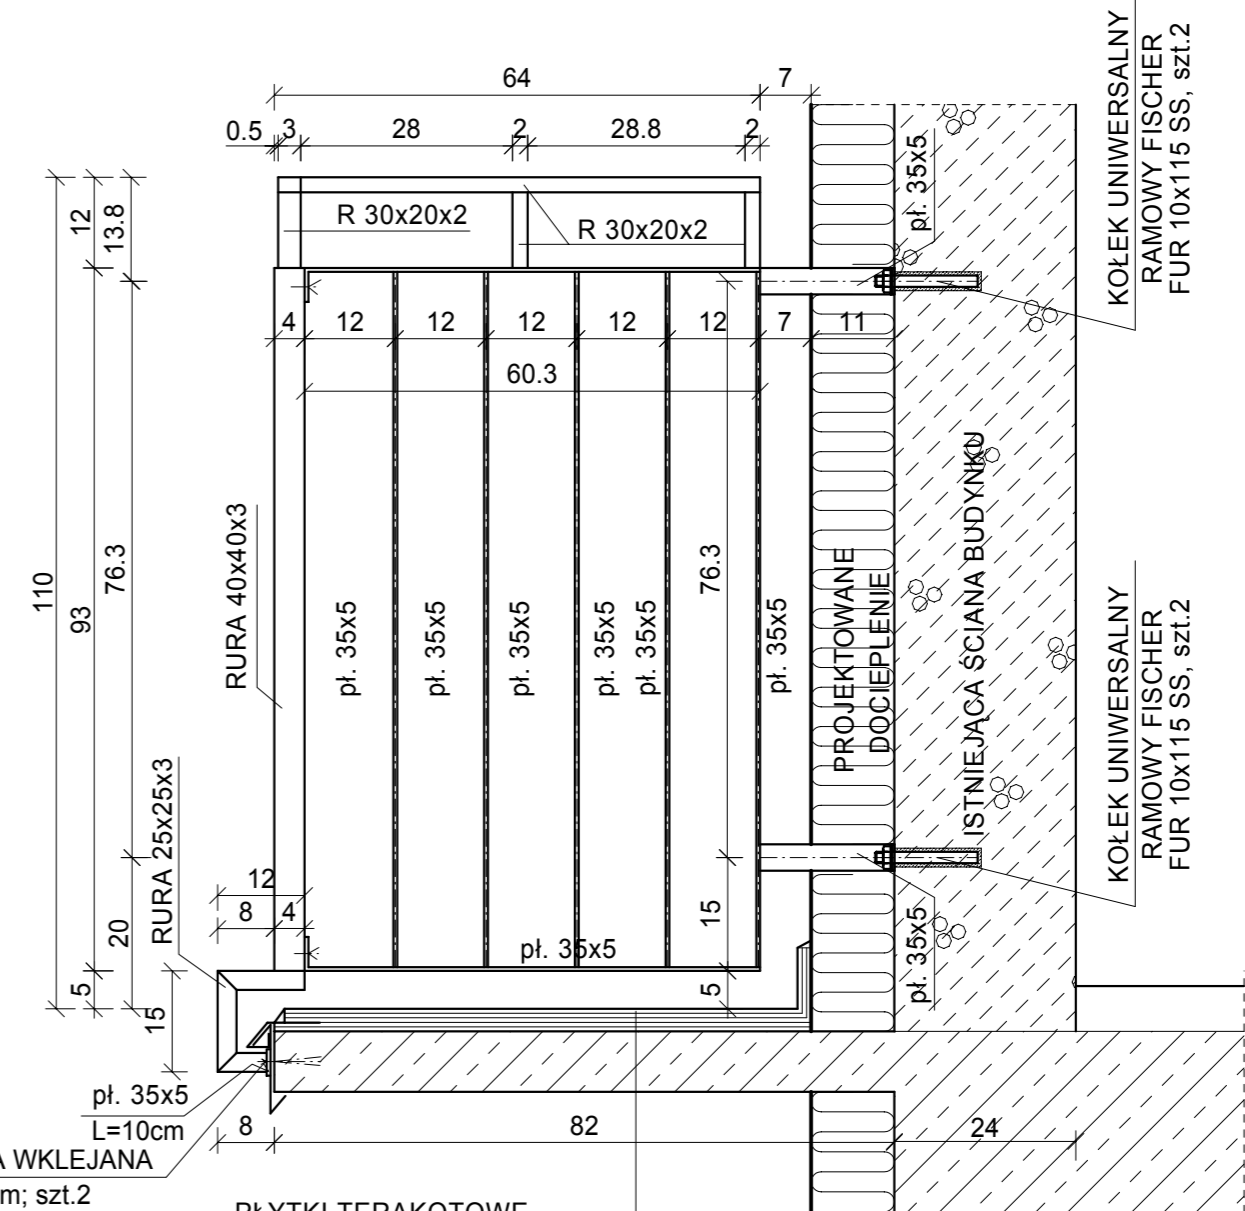 64
7
0.5
3
28
2
28.8
2
12
13.8
R 30x20x2
R 30x20x2
pł. 35x5
KOŁEK UNIWERSALNY
RAMOWY FISCHER
FUR 10x115 SS, szt.2
4
12
12
12
12
12
7
11
60.3
110
93
76.3
RURA 40x40x3
pł. 35x5
pł. 35x5
pł. 35x5
pł. 35x5
pł. 35x5
76.3
pł. 35x5
PROJEKTOWANE
DOCIEPLENIE
ISTNIEJĄCA ŚCIANA BUDYNKU
KOŁEK UNIWERSALNY
RAMOWY FISCHER
FUR 10x115 SS, szt.2
RURA 25x25x3
12
8
4
20
15
pł. 35x5
pł. 35x5
5
15
5
pł. 35x5
L=10cm
8
82
24
A WKLEJANA
m; szt.2
PŁYTKI TERAKOTOWE